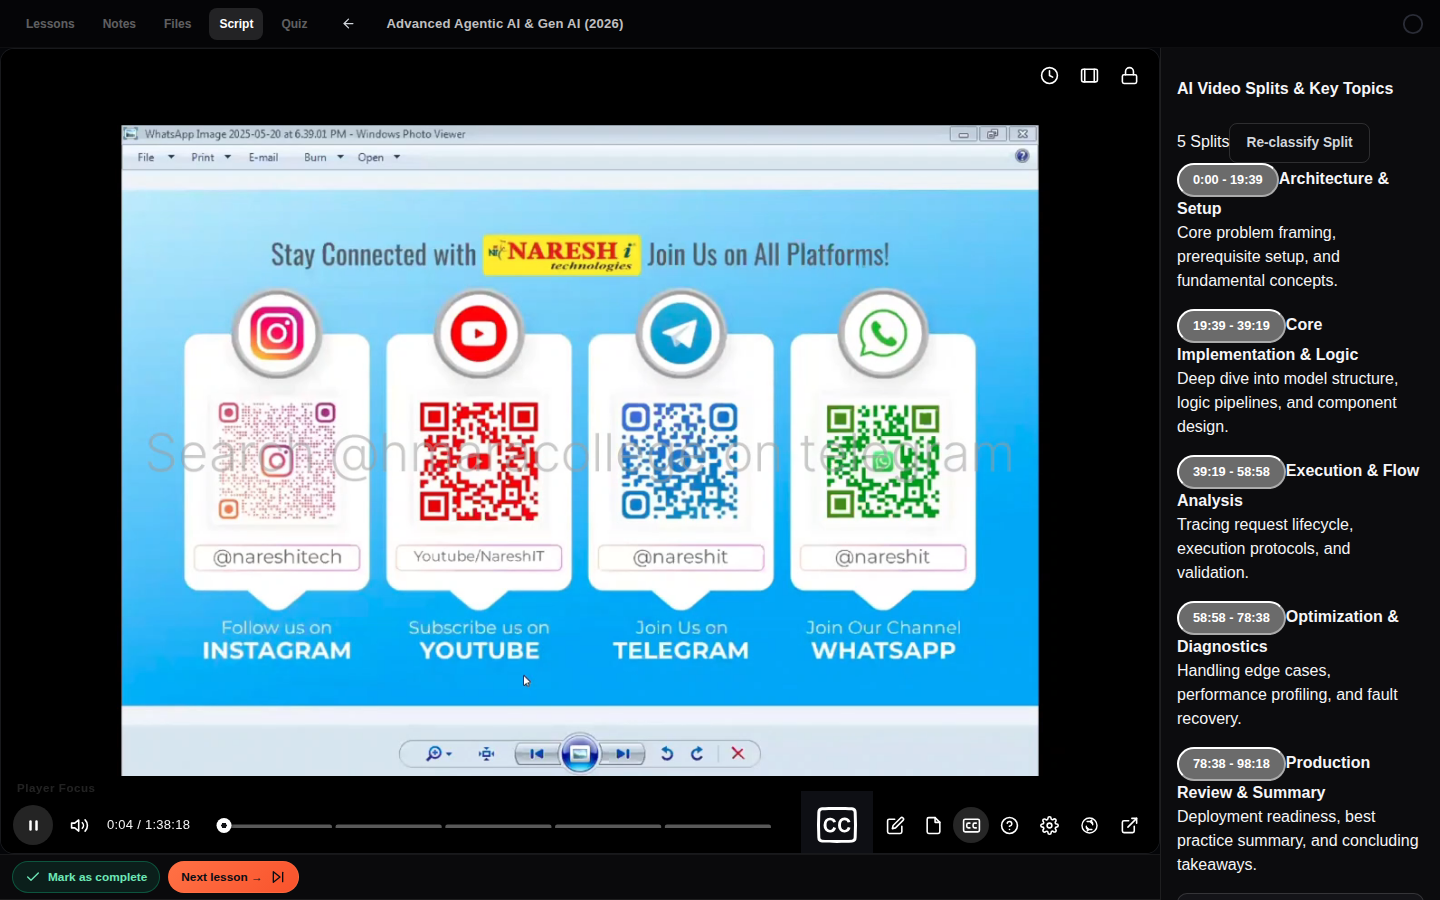 Lessons
Notes
Files
Script
Quiz
Advanced Agentic AI & Gen AI (2026)
WhatsApp Image 2025-05-20 at 6.39.01 PM - Windows Photo Viewer
File
Print
E-mail
Burn
Open
Stay Connected with NARESH i technologies Join Us on All Platforms!
Search @hmaracollege on telegram
@nareshitech
Youtube/NareshIT
@nareshit
@nareshit
Follow us on
INSTAGRAM
Subscribe us on
YOUTUBE
Join Us on
TELEGRAM
Join Our Channel
WHATSAPP
Player Focus
0:04 / 1:38:18
CC
CC
Mark as complete
Next lesson →
AI Video Splits & Key Topics
5 Splits
Re-classify Split
0:00 - 19:39 Architecture &
Setup
Core problem framing,
prerequisite setup, and
fundamental concepts.
19:39 - 39:19 Core
Implementation & Logic
Deep dive into model structure,
logic pipelines, and component
design.
39:19 - 58:58 Execution & Flow
Analysis
Tracing request lifecycle,
execution protocols, and
validation.
58:58 - 78:38 Optimization &
Diagnostics
Handling edge cases,
performance profiling, and fault
recovery.
78:38 - 98:18 Production
Review & Summary
Deployment readiness, best
practice summary, and concluding
takeaways.